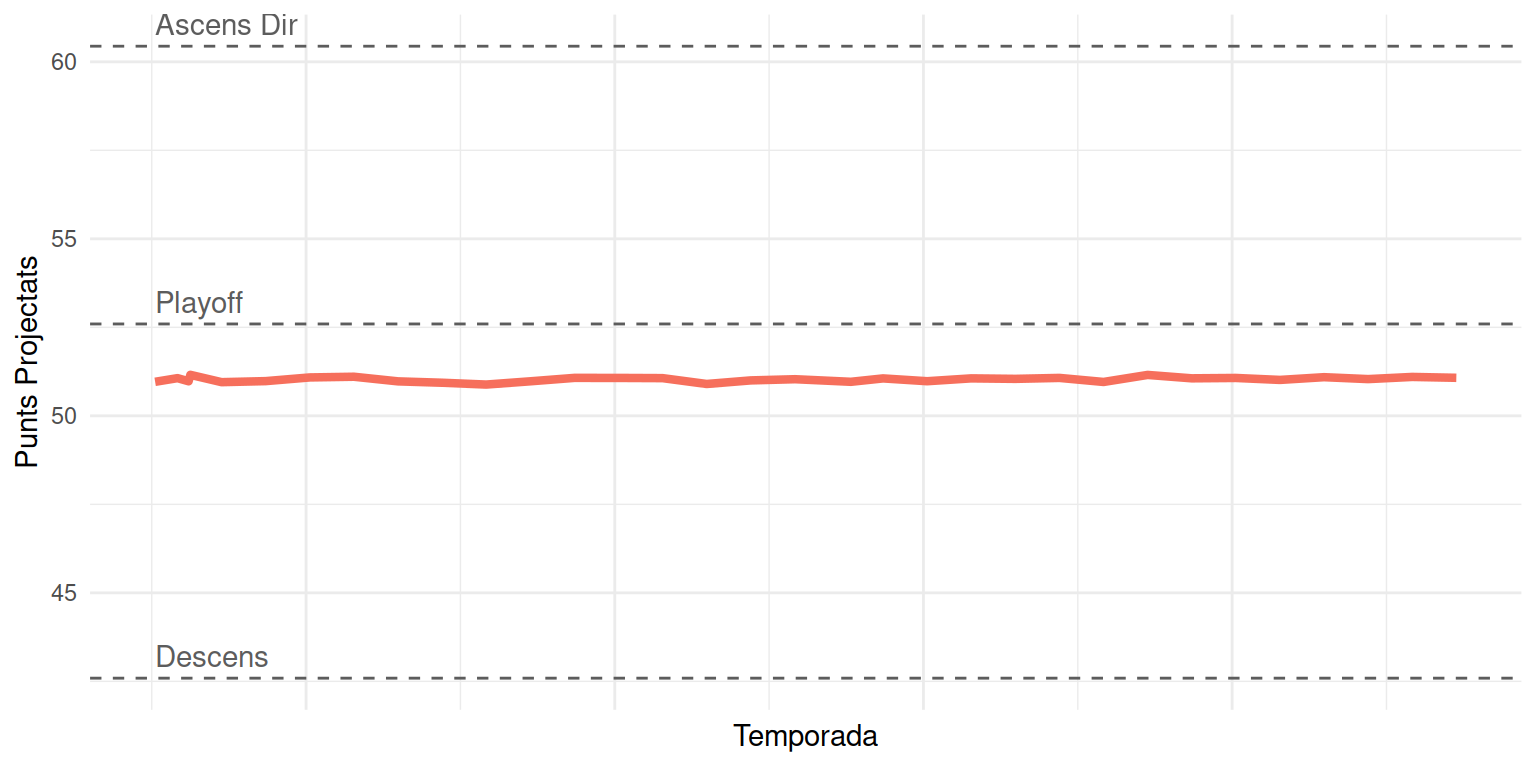 Ascens Dir
60
55
Playoff
50
45
Descens
Punts Projectats
Temporada